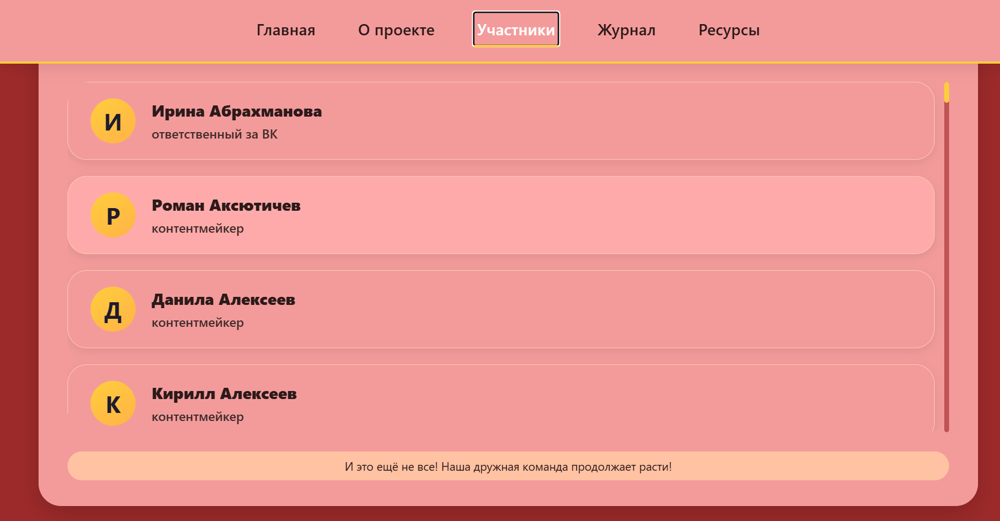 Главная О проекте Участники Журнал Ресурсы
И
Ирина Абрахманова
ответственный за ВК
Р
Роман Аксютичев
контентмейкер
Д
Данила Алексеев
контентмейкер
К
Кирилл Алексеев
контентмейкер
И это ещё не все! Наша дружная команда продолжает расти!